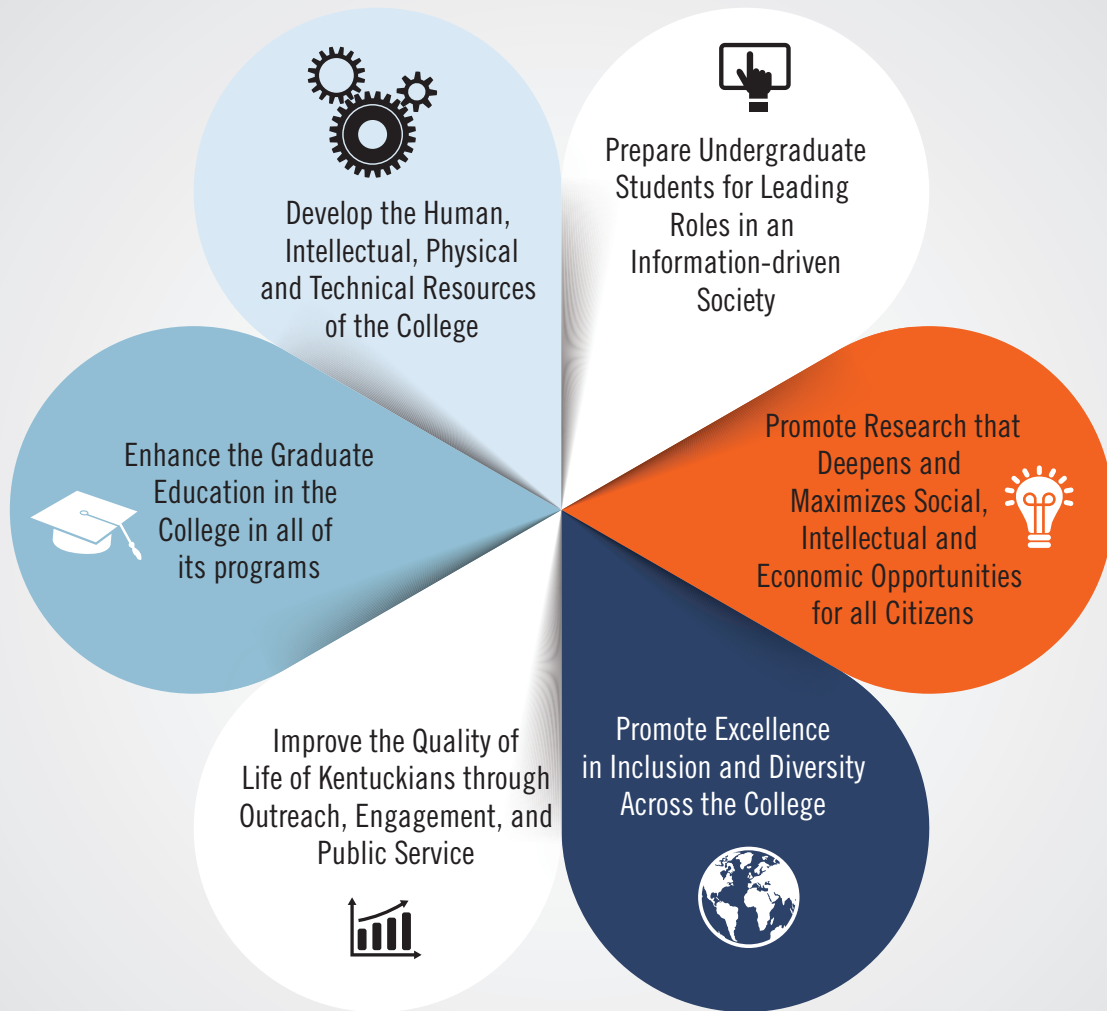 Develop the Human,
Intellectual, Physical
and Technical Resources
of the College
Prepare Undergraduate
Students for Leading
Roles in an
Information-driven
Society
Enhance the Graduate
Education in the
College in all of
its programs
Promote Research that
Deepens and
Maximizes Social,
Intellectual and
Economic Opportunities
for all Citizens
Improve the Quality of
Life of Kentuckians through
Outreach, Engagement, and
Public Service
Promote Excellence
in Inclusion and Diversity
Across the College